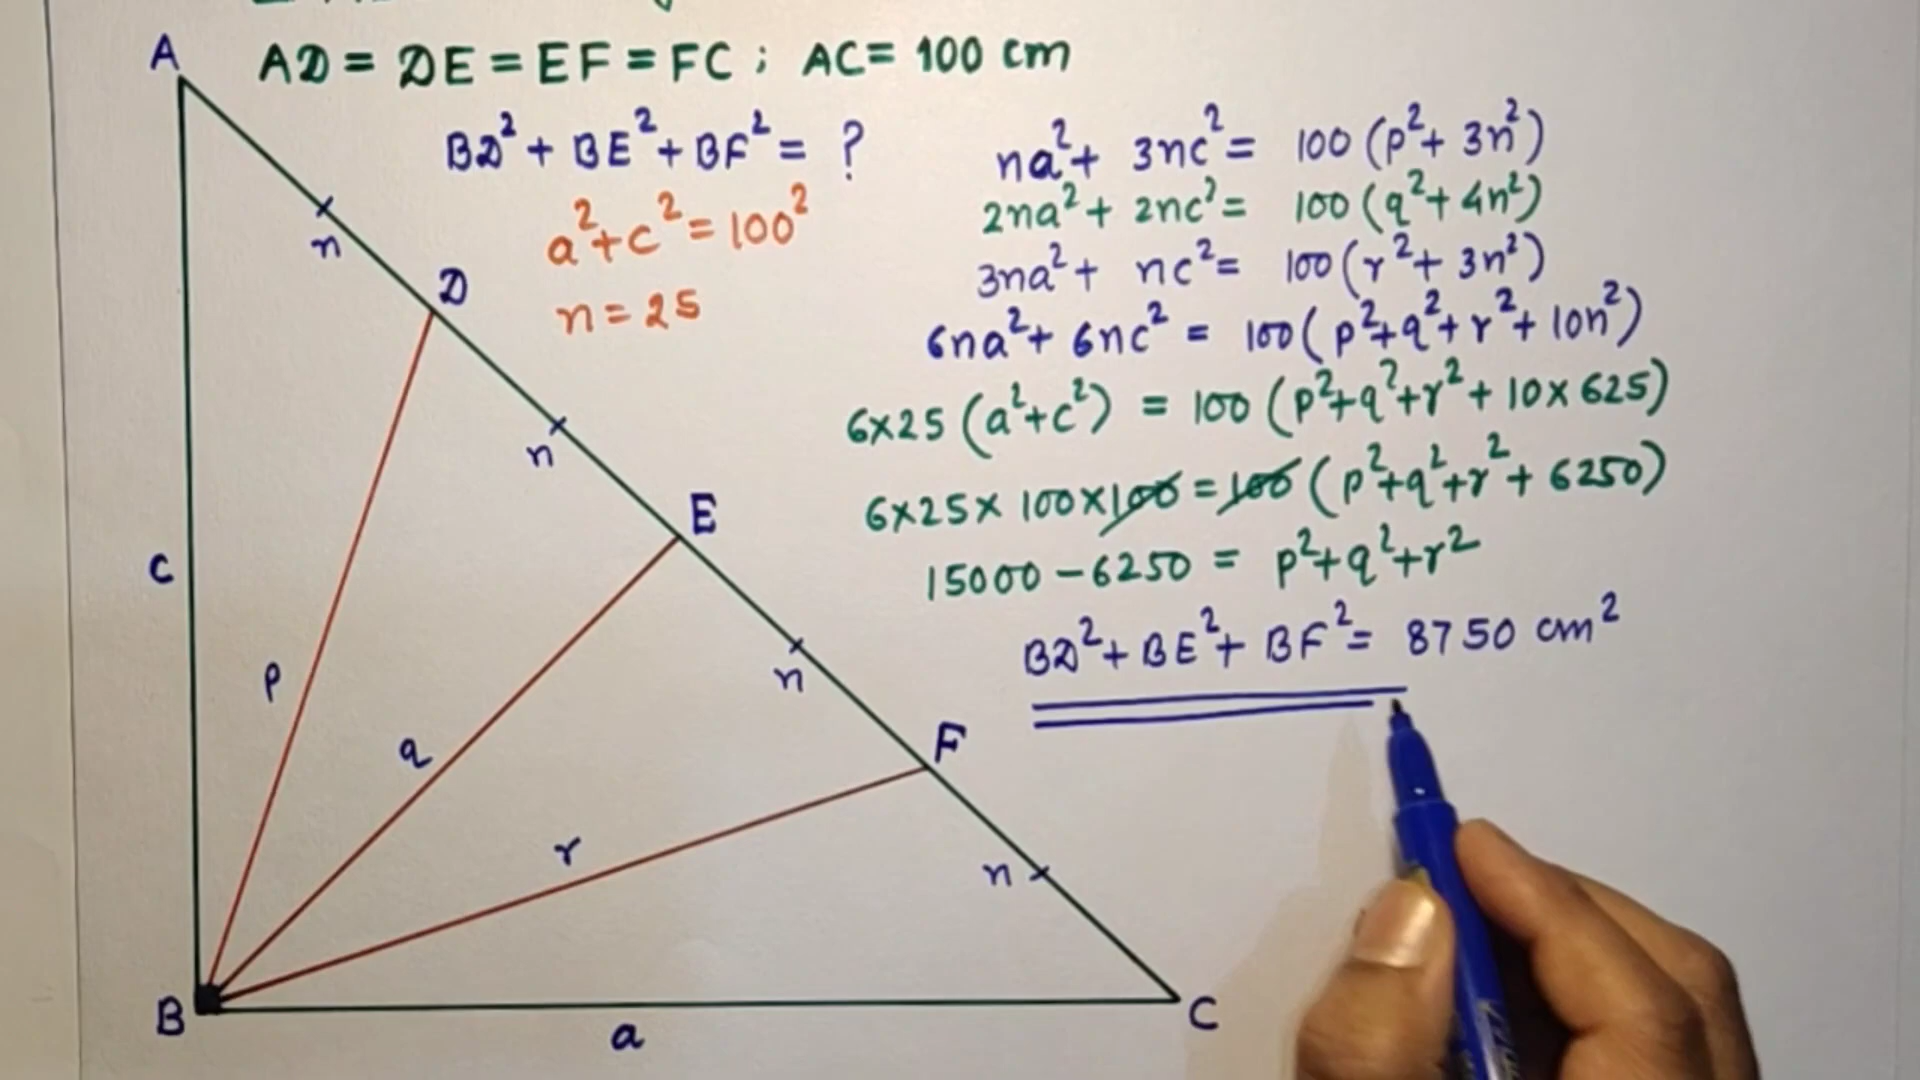 A
AD = DE = EF = FC ; AC = 100 cm
BD² + BE² + BF² = ?
a² + c² = 100²
n = 25
n
D
n
E
n
F
n
c
p
q
r
B
a
C
na² + 3nc² = 100 (p² + 3n²)
2na² + 2nc² = 100 (q² + 4n²)
3na² + nc² = 100 (r² + 3n²)
6na² + 6nc² = 100 (p² + q² + r² + 10n²)
6×25 (a² + c²) = 100 (p² + q² + r² + 10×625)
6×25×100×100 = 100 (p² + q² + r² + 6250)
15000 – 6250 = p² + q² + r²
BD² + BE² + BF² = 8750 cm²